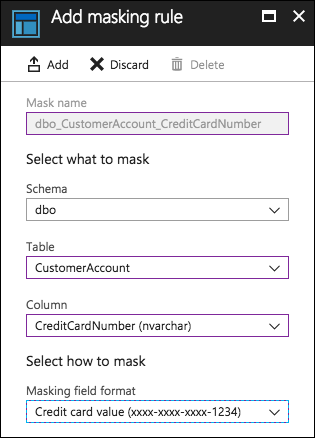 Add masking rule
Add Discard Delete
Mask name
dbo_CustomerAccount_CreditCardNumber
Select what to mask
Schema
dbo
Table
CustomerAccount
Column
CreditCardNumber (nvarchar)
Select how to mask
Masking field format
Credit card value (xxxx-xxxx-xxxx-1234)